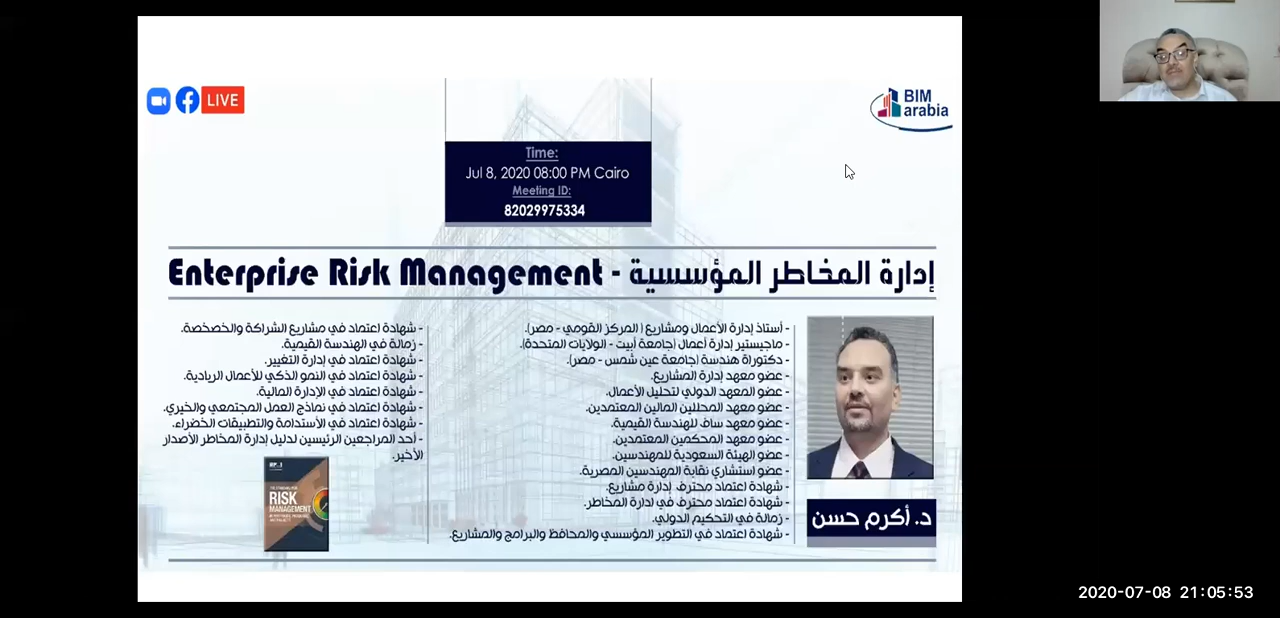 LIVE
BIM
arabia
Time:
Jul 8, 2020 08:00 PM Cairo
Meeting ID:
82029975334
إدارة المخاطر المؤسسية - Enterprise Risk Management
- أستاذ إدارة الأعمال ومشاريع ( المركز القومي - مصر).
- ماجيستير إدارة أعمال (جامعة أبيت - الولايات المتحدة).
- دكتوراة هندسة (جامعة عين شمس - مصر).
- عضو معهد إدارة المشاريع.
- عضو المعهد الدولي لتحليل الأعمال.
- عضو معهد المحللين المالين المعتمدين.
- عضو معهد ساف للهندسة القيمية.
- عضو معهد المحكمين المعتمدين.
- عضو الهيئة السعودية للمهندسين.
- عضو استشاري نقابة المهندسين المصرية.
- شهادة اعتماد محترف إدارة مشاريع.
- شهادة اعتماد محترف في ادارة المخاطر.
- زمالة في التحكيم الدولي.
- شهادة اعتماد في التطوير المؤسسي والمحافظ والبرامج والمشاريع.
- شهادة اعتماد في مشاريع الشراكة والخصخصة.
- زمالة في الهندسة القيمية.
- شهادة اعتماد في إدارة التغيير.
- شهادة اعتماد في النمو الذكي للأعمال الريادية.
- شهادة اعتماد في الإدارة المالية.
- شهادة اعتماد في نماذج العمل المجتمعي والخيري.
- شهادة اعتماد في الأستدامة والتطبيقات الخضراء.
- أحد المراجعين الرئيسين لدليل إدارة المخاطر الأصدار
الأخير.
RISK
MANAGEMENT
د. أكرم حسن
2020-07-08 21:05:53